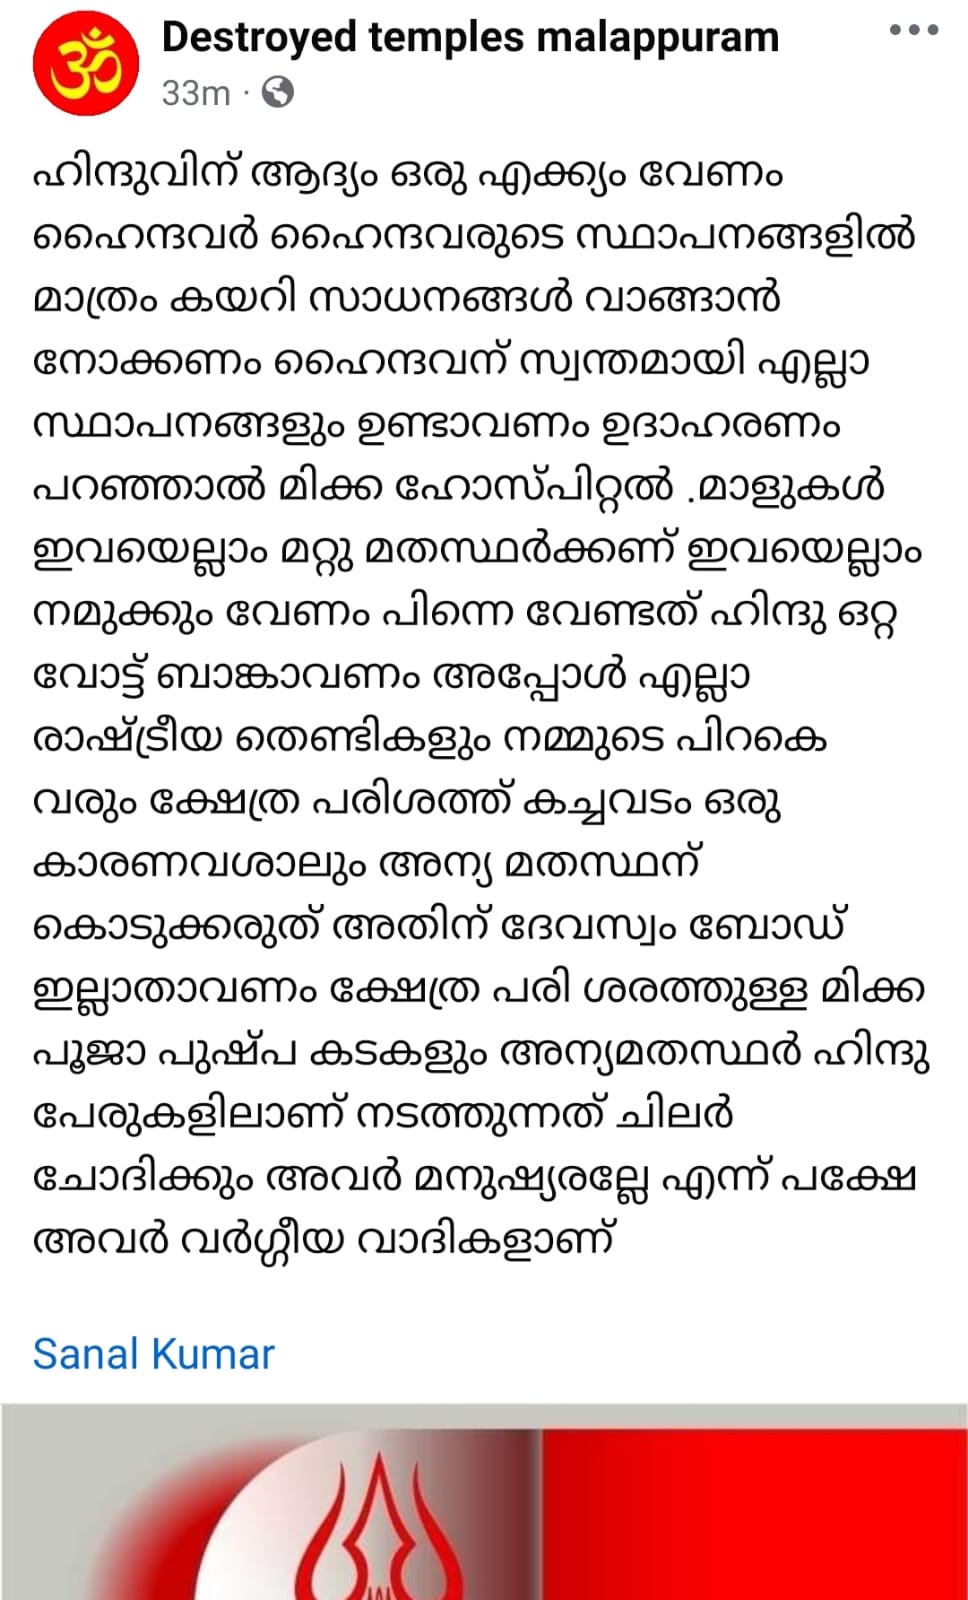 Destroyed temples malappuram
33m ·
ഹിന്ദുവിന് ആദ്യം ഒരു എക്ക്യം വേണം
ഹൈന്ദവർ ഹൈന്ദവരുടെ സ്ഥാപനങ്ങളിൽ
മാത്രം കയറി സാധനങ്ങൾ വാങ്ങാൻ
നോക്കണം ഹൈന്ദവന് സ്വന്തമായി എല്ലാ
സ്ഥാപനങ്ങളും ഉണ്ടാവണം ഉദാഹരണം
പറഞ്ഞാൽ മിക്ക ഹോസ്പിറ്റൽ .മാളുകൾ
ഇവയെല്ലാം മറ്റു മതസ്ഥർക്കണ് ഇവയെല്ലാം
നമുക്കും വേണം പിന്നെ വേണ്ടത് ഹിന്ദു ഒറ്റ
വോട്ട് ബാങ്കാവണം അപ്പോൾ എല്ലാ
രാഷ്ട്രീയ തെണ്ടികളും നമ്മുടെ പിറകെ
വരും ക്ഷേത്ര പരിശത്ത് കച്ചവടം ഒരു
കാരണവശാലും അന്യ മതസ്ഥന്
കൊടുക്കരുത് അതിന് ദേവസ്വം ബോഡ്
ഇല്ലാതാവണം ക്ഷേത്ര പരി ശരത്തുള്ള മിക്ക
പൂജാ പുഷ്പ കടകളും അന്യമതസ്ഥർ ഹിന്ദു
പേരുകളിലാണ് നടത്തുന്നത് ചിലർ
ചോദിക്കും അവർ മനുഷ്യരല്ലേ എന്ന് പക്ഷേ
അവർ വർഗ്ഗീയ വാദികളാണ്
Sanal Kumar